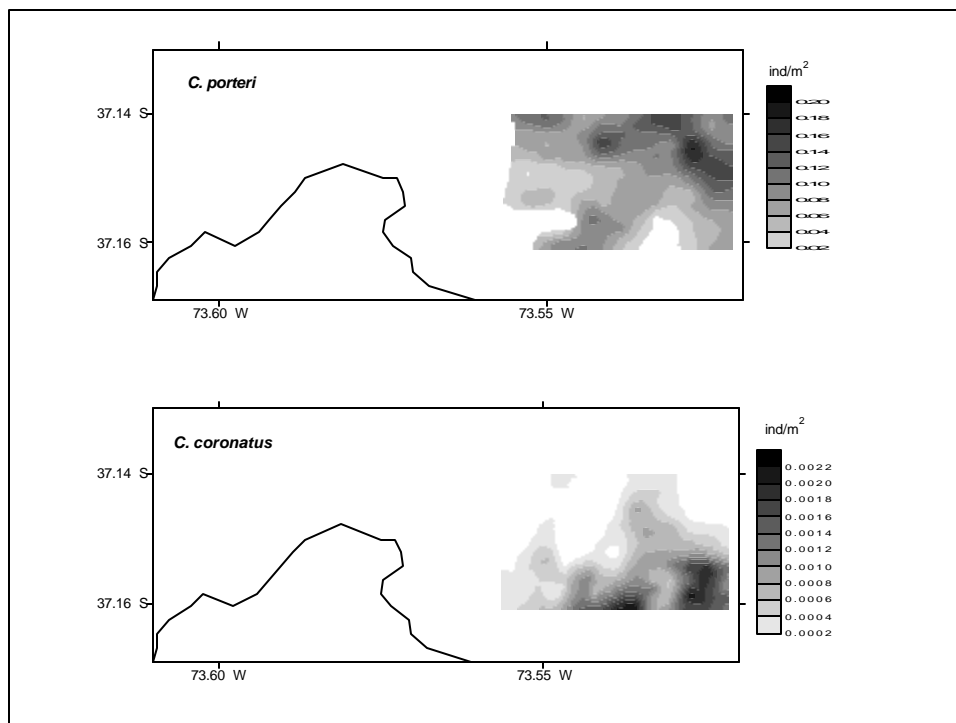 C. porteri
ind/m²
37.14 S
37.16 S
73.60 W
73.55 W
0.20
0.18
0.16
0.14
0.12
0.10
0.08
0.06
0.04
0.02
C. coronatus
ind/m²
37.14 S
37.16 S
73.60 W
73.55 W
0.0022
0.0020
0.0018
0.0016
0.0014
0.0012
0.0010
0.0008
0.0006
0.0004
0.0002